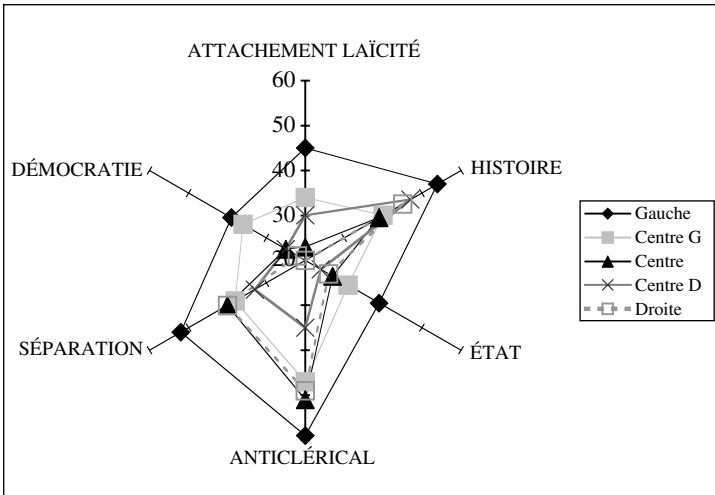 ATTACHEMENT LAÏCITÉ
60
50
DÉMOCRATIE
40
HISTOIRE
30
20
Gauche
Centre G
Centre
Centre D
Droite
SÉPARATION
ÉTAT
ANTICLÉRICAL